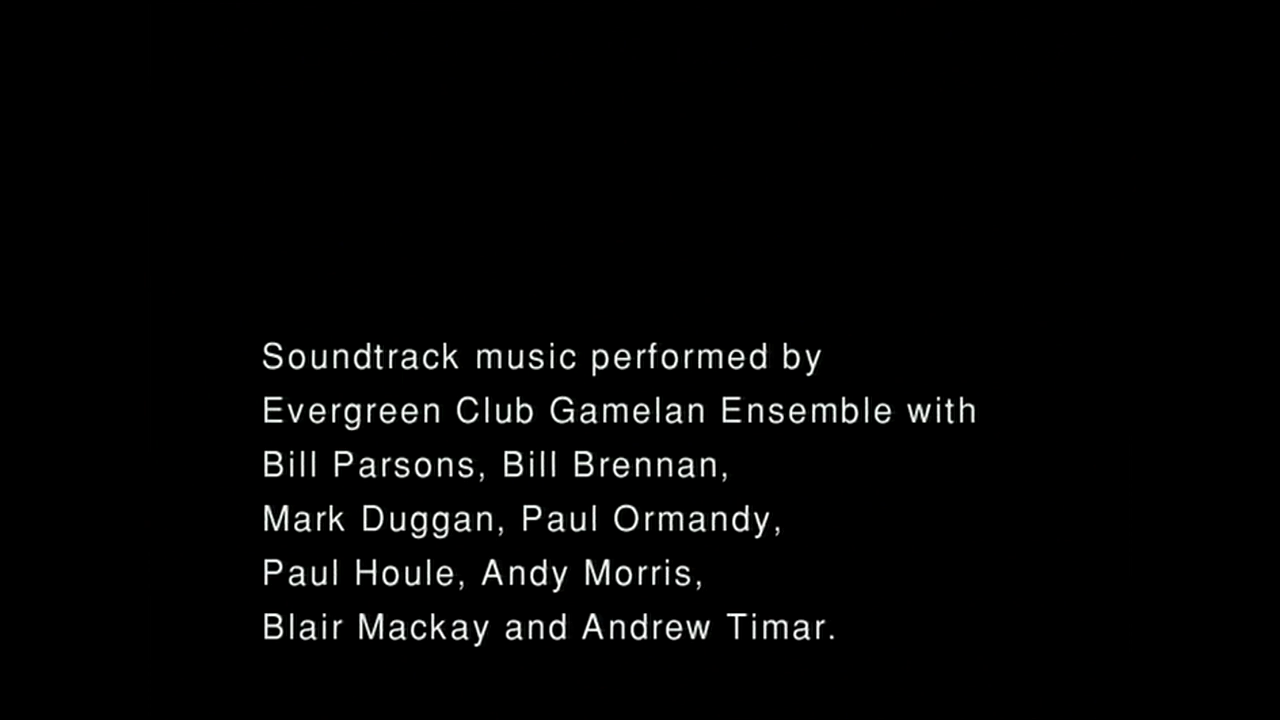 Soundtrack music performed by
Evergreen Club Gamelan Ensemble with
Bill Parsons, Bill Brennan,
Mark Duggan, Paul Ormandy,
Paul Houle, Andy Morris,
Blair Mackay and Andrew Timar.